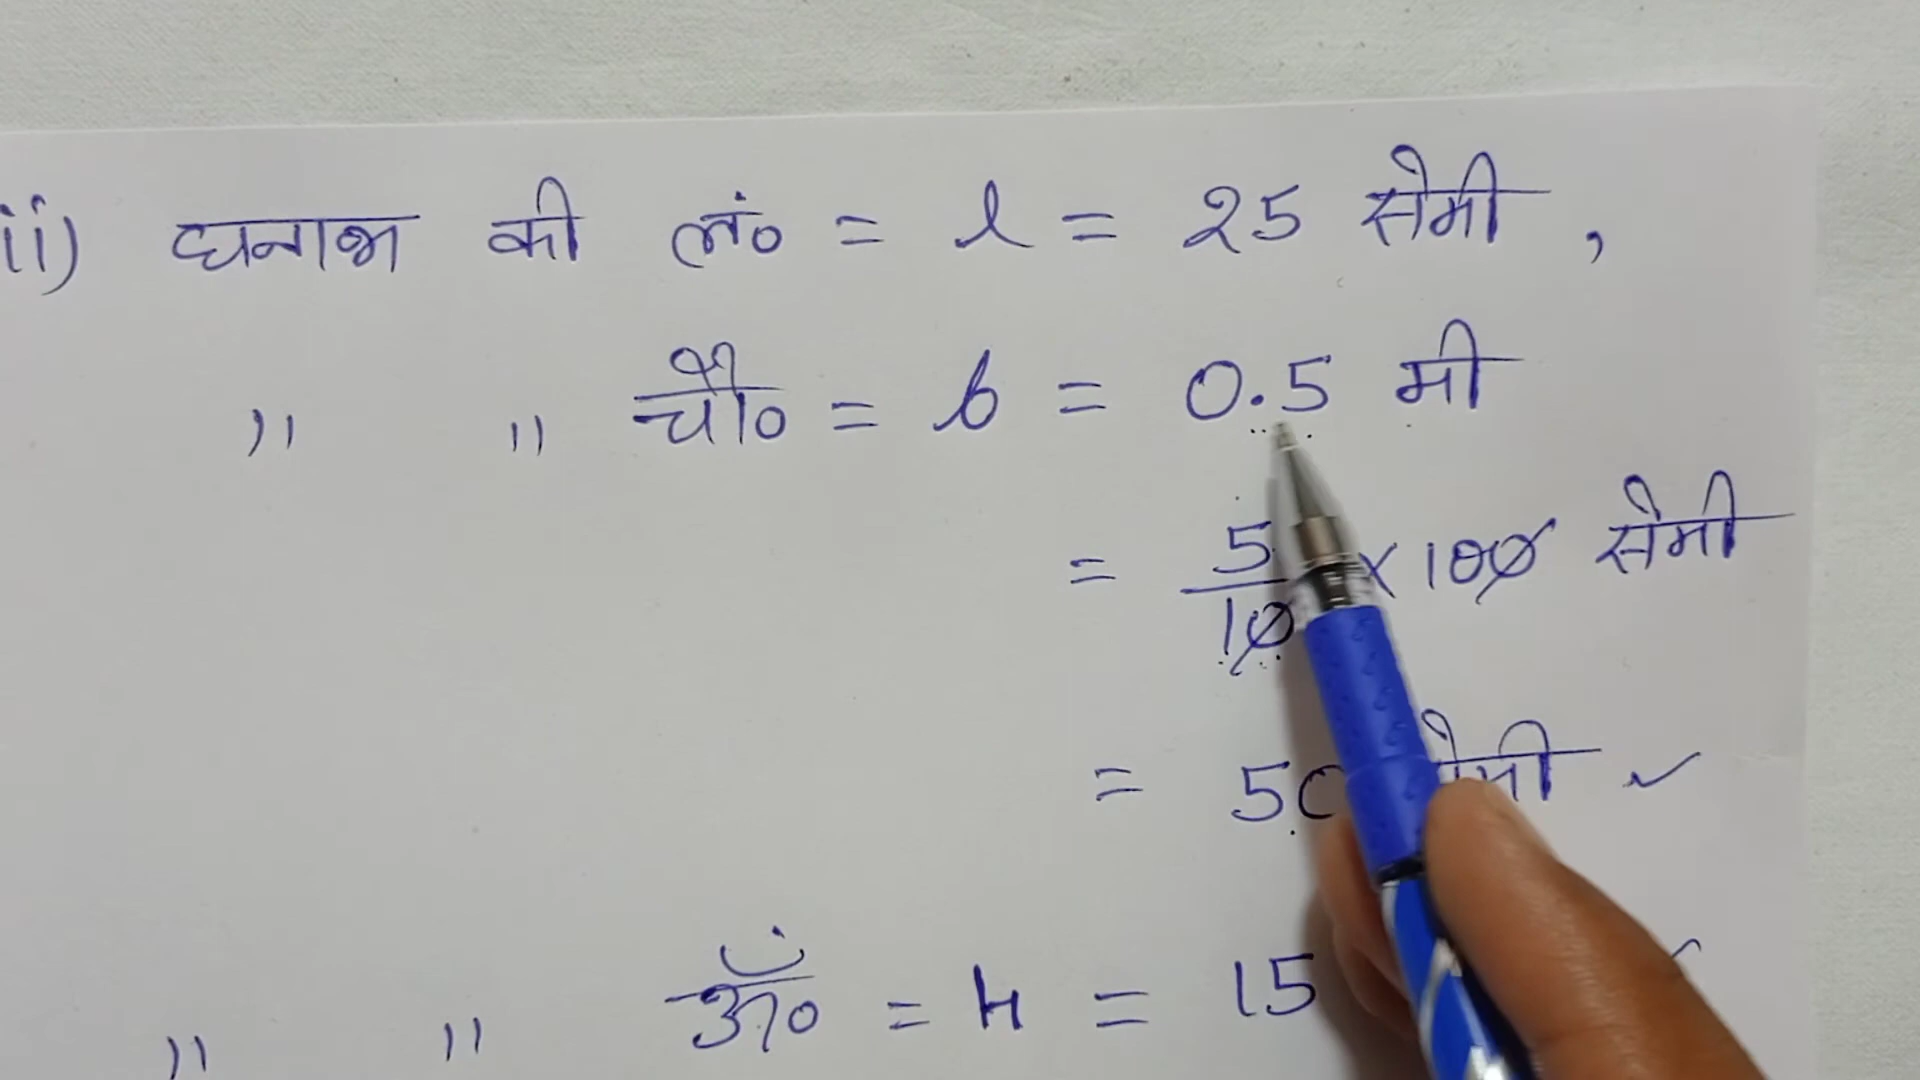 ii) घनाभ की लं० = l = 25 सेमी ,
" " चौ० = b = 0.5 मी
= 5/10 × 100 सेमी
= 50 सेमी ✓
" " ऊँ० = h = 15